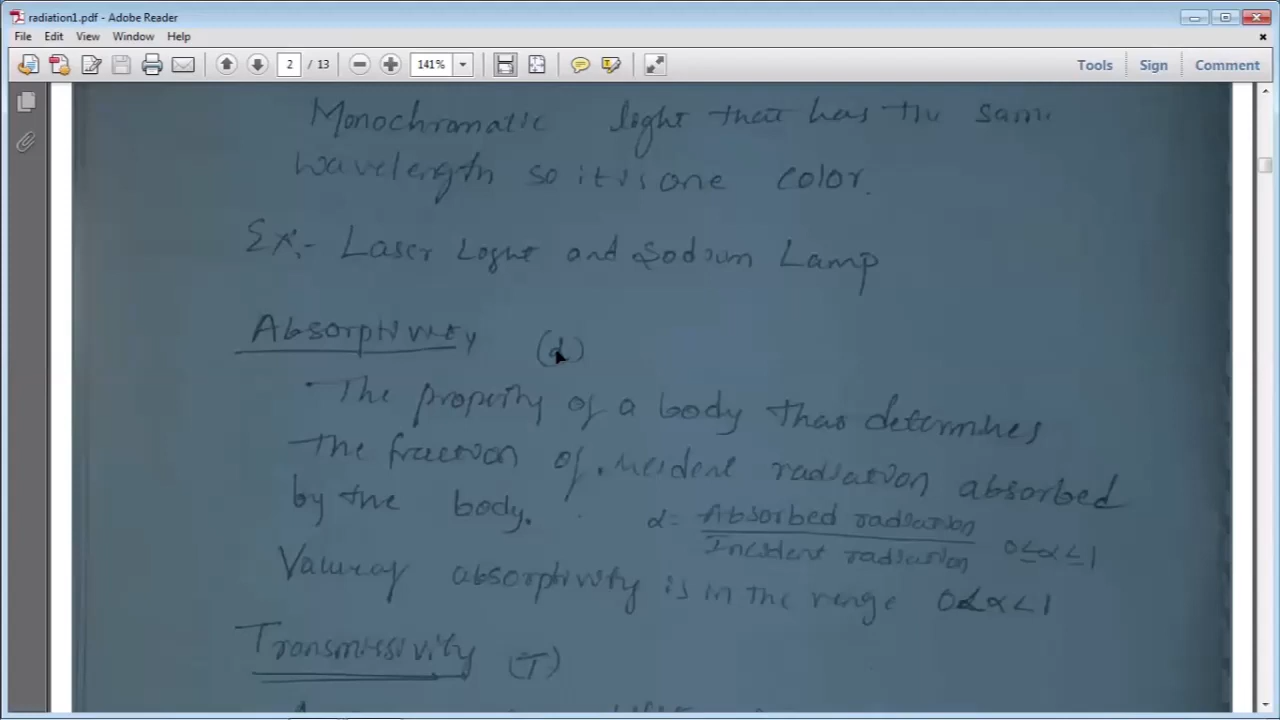 radiation1.pdf - Adobe Reader
File Edit View Window Help
2 / 13 141% Tools Sign Comment
Monochromatic light that has the same
wavelength so it is one color.
Ex:- Laser Light and Sodium Lamp
Absorptivity (α)
The property of a body that determines
the fraction of incident radiation absorbed
by the body. α = Absorbed radiation / Incident radiation 0≤α≤1
Value of absorptivity is in the range 0<α<1
Transmissivity (T)